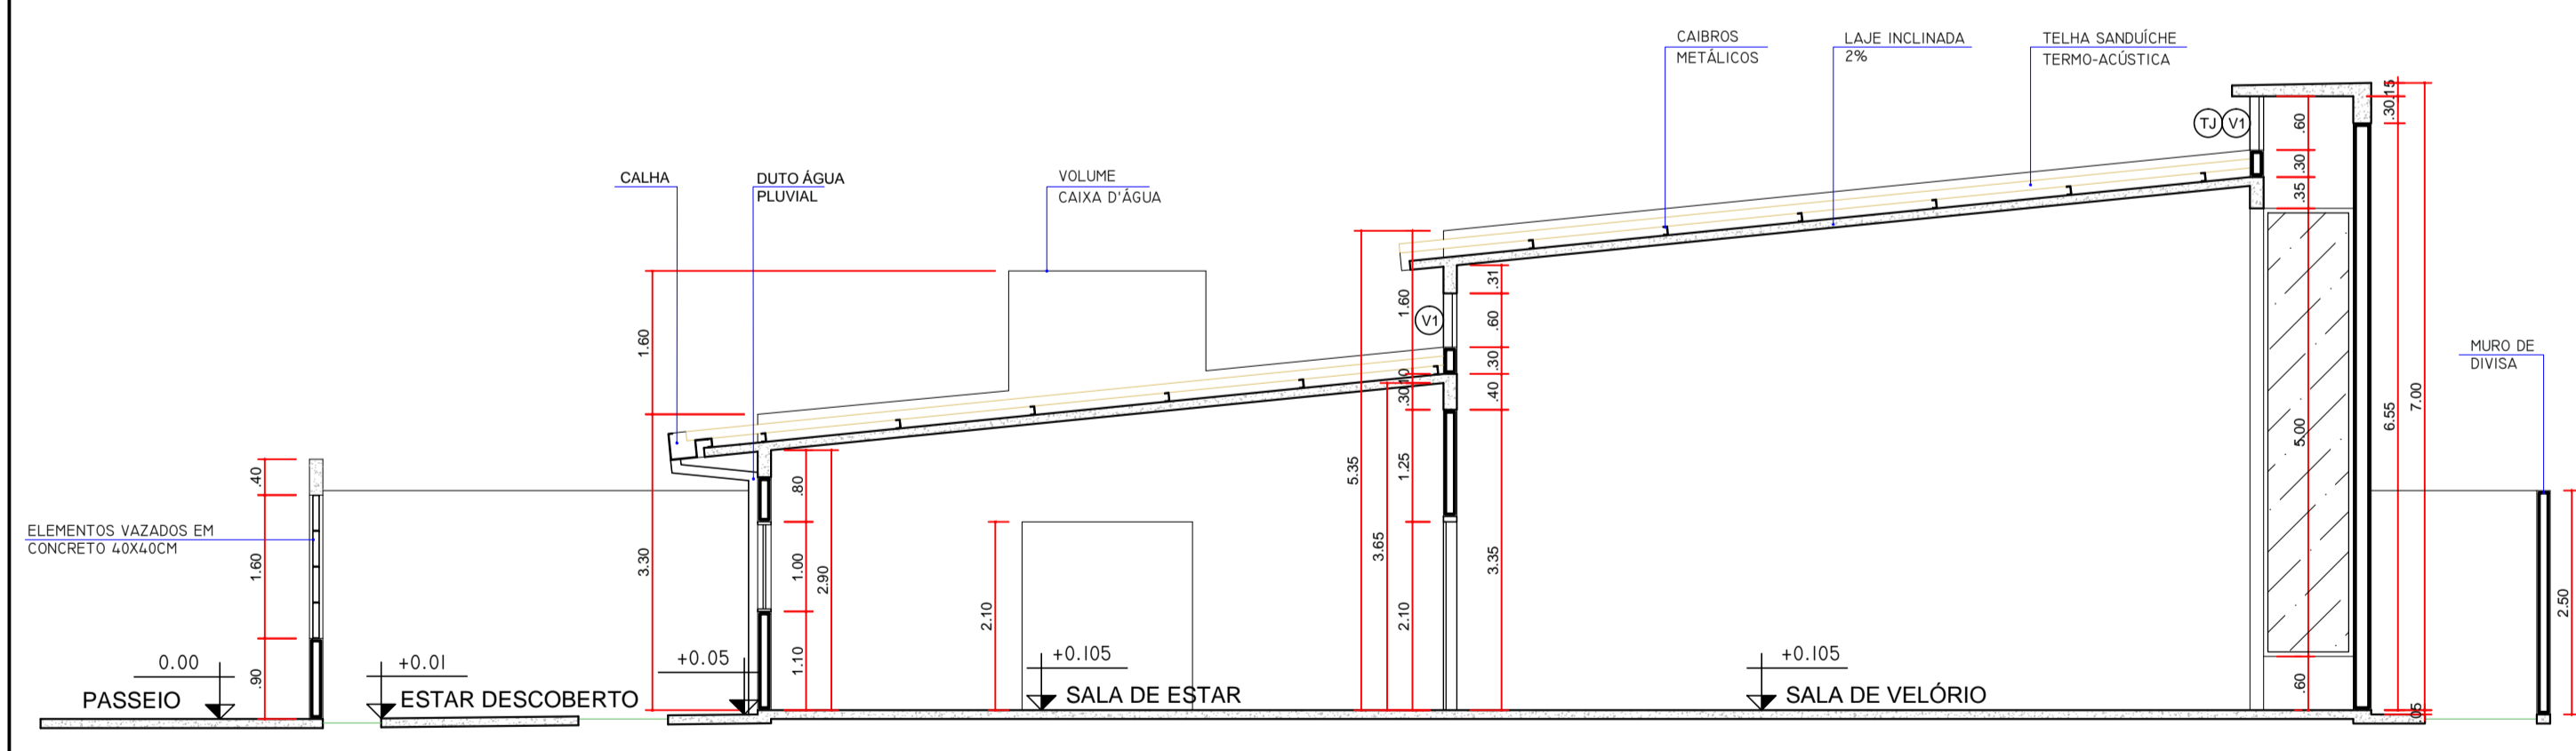 CAIBROS
METÁLICOS
LAJE INCLINADA
2%
TELHA SANDUÍCHE
TERMO-ACÚSTICA
.15
.30
TJ
V1
.60
.30
.35
CALHA
DUTO ÁGUA
PLUVIAL
VOLUME
CAIXA D'ÁGUA
1.60
1.60
.31
V1
.60
.30
.10
.30
.40
MURO DE
DIVISA
7.00
6.55
5.00
5.35
1.25
.40
.80
ELEMENTOS VAZADOS EM
CONCRETO 40X40CM
1.60
3.30
1.00
2.90
3.65
3.35
2.10
2.10
1.10
2.50
.90
.60
.05
0.00
PASSEIO
+0.01
ESTAR DESCOBERTO
+0.05
+0.105
SALA DE ESTAR
+0.105
SALA DE VELÓRIO